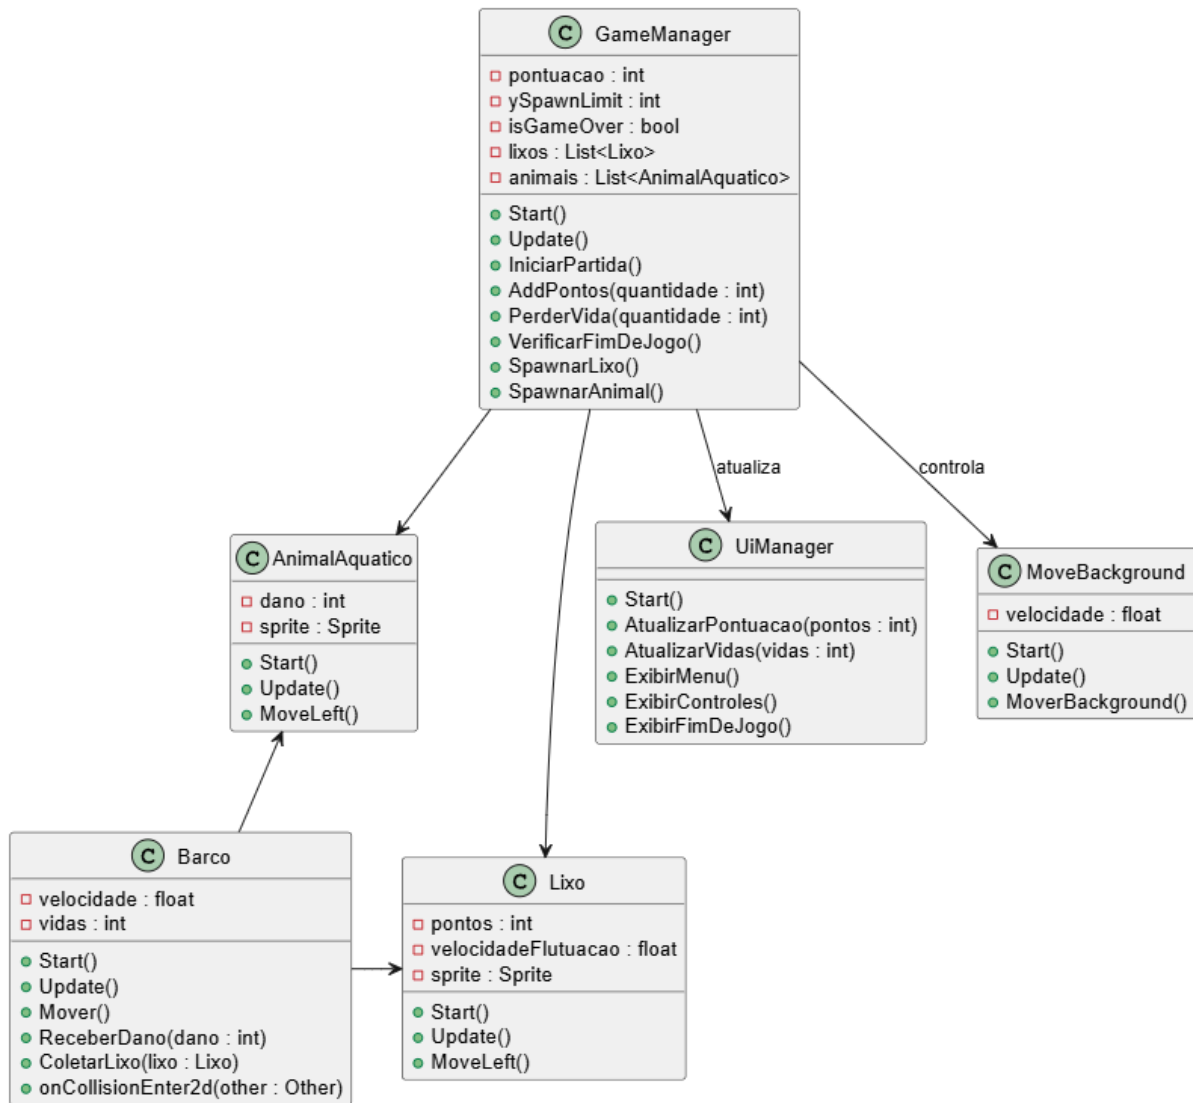 C GameManager
pontuacao : int
ySpawnLimit : int
isGameOver : bool
lixos : List<Lixo>
animais : List<AnimalAquatico>
Start()
Update()
IniciarPartida()
AddPontos(quantidade : int)
PerderVida(quantidade : int)
VerificarFimDeJogo()
SpawnarLixo()
SpawnarAnimal()
atualiza
controla
C AnimalAquatico
dano : int
sprite : Sprite
Start()
Update()
MoveLeft()
C UiManager
Start()
AtualizarPontuacao(pontos : int)
AtualizarVidas(vidas : int)
ExibirMenu()
ExibirControles()
ExibirFimDeJogo()
C MoveBackground
velocidade : float
Start()
Update()
MoverBackground()
C Barco
velocidade : float
vidas : int
Start()
Update()
Mover()
ReceberDano(dano : int)
ColetarLixo(lixo : Lixo)
onCollisionEnter2d(other : Other)
C Lixo
pontos : int
velocidadeFlutuacao : float
sprite : Sprite
Start()
Update()
MoveLeft()